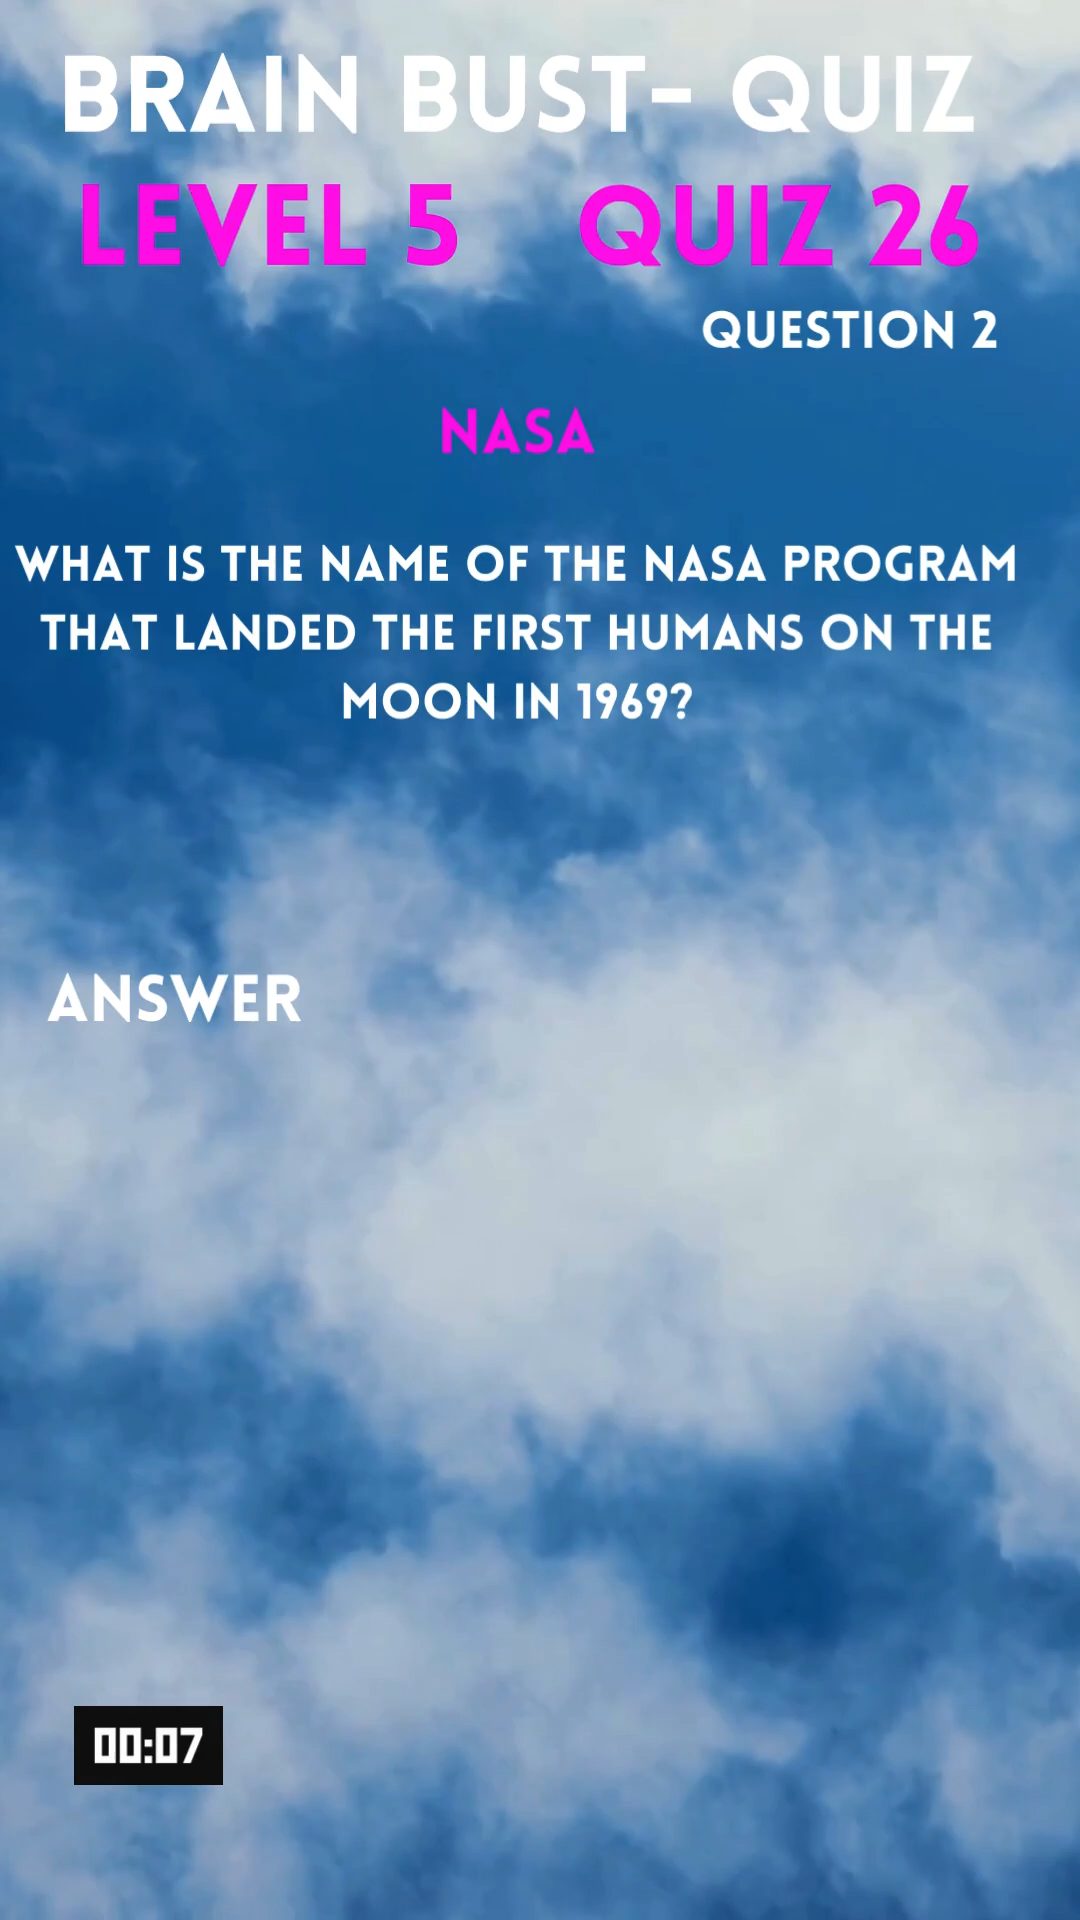 BRAIN BUST- QUIZ
LEVEL 5 QUIZ 26
QUESTION 2
NASA
WHAT IS THE NAME OF THE NASA PROGRAM
THAT LANDED THE FIRST HUMANS ON THE
MOON IN 1969?
ANSWER
00:07